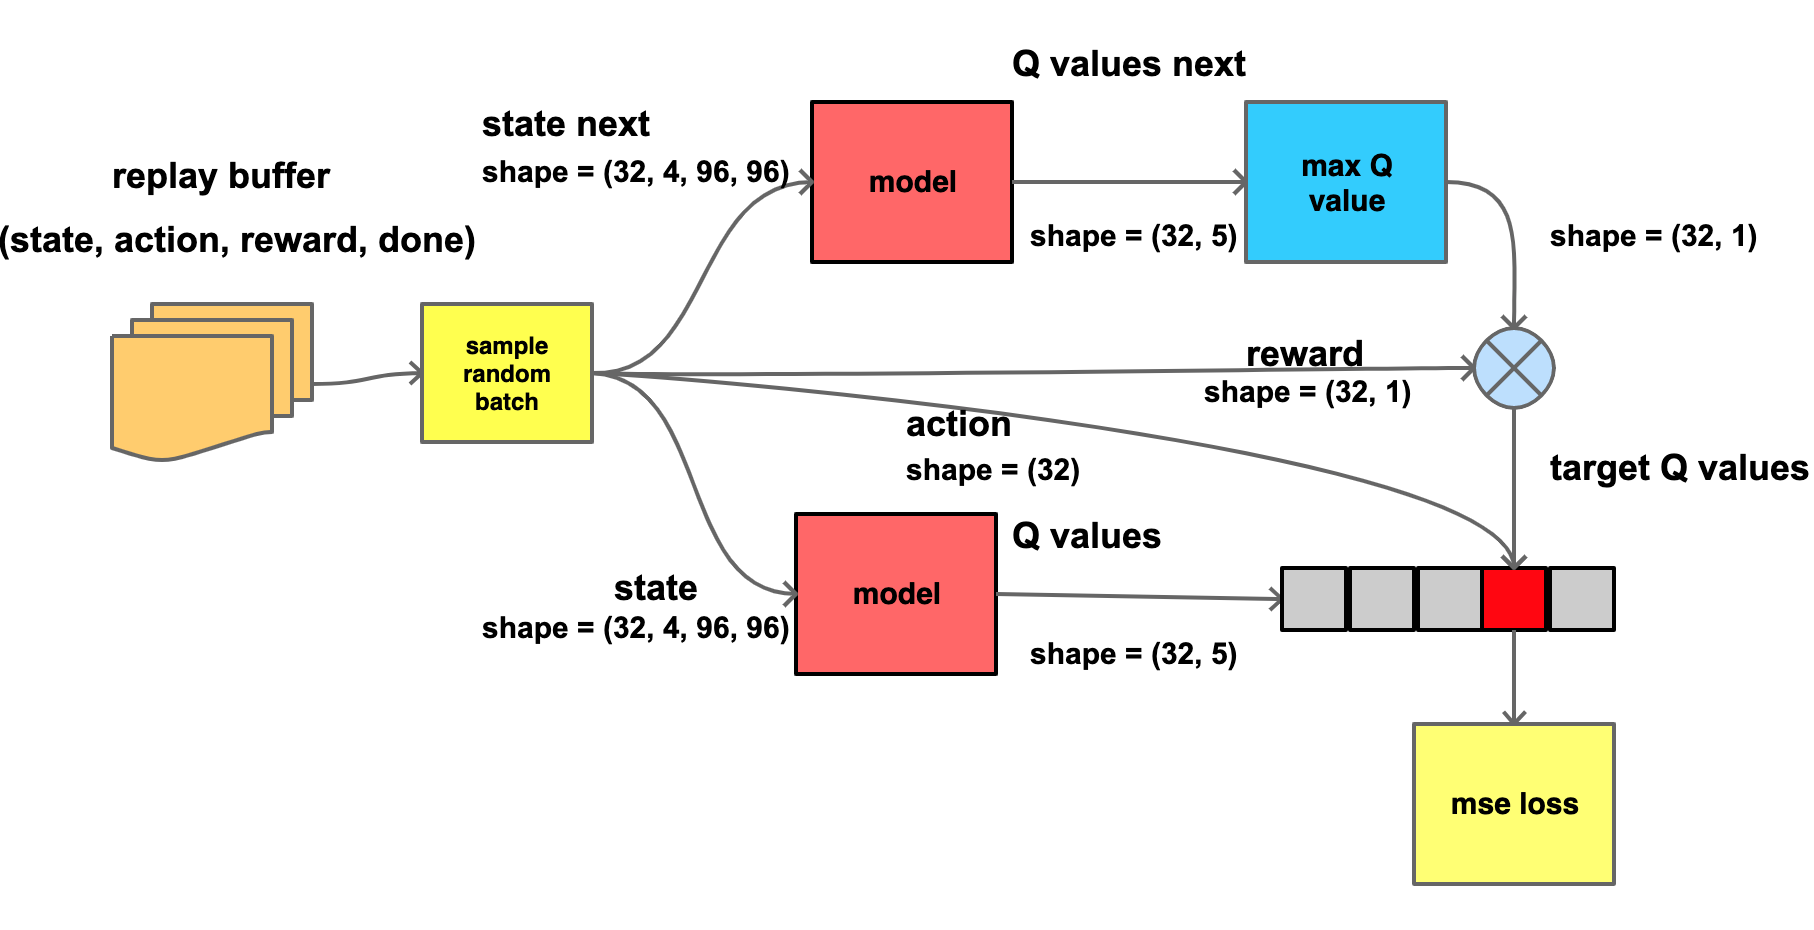 Q values next
state next
shape = (32, 4, 96, 96)
model
max Q
value
shape = (32, 5)
shape = (32, 1)
replay buffer
(state, action, reward, done)
sample
random
batch
reward
shape = (32, 1)
action
shape = (32)
target Q values
Q values
state
shape = (32, 4, 96, 96)
model
shape = (32, 5)
mse loss